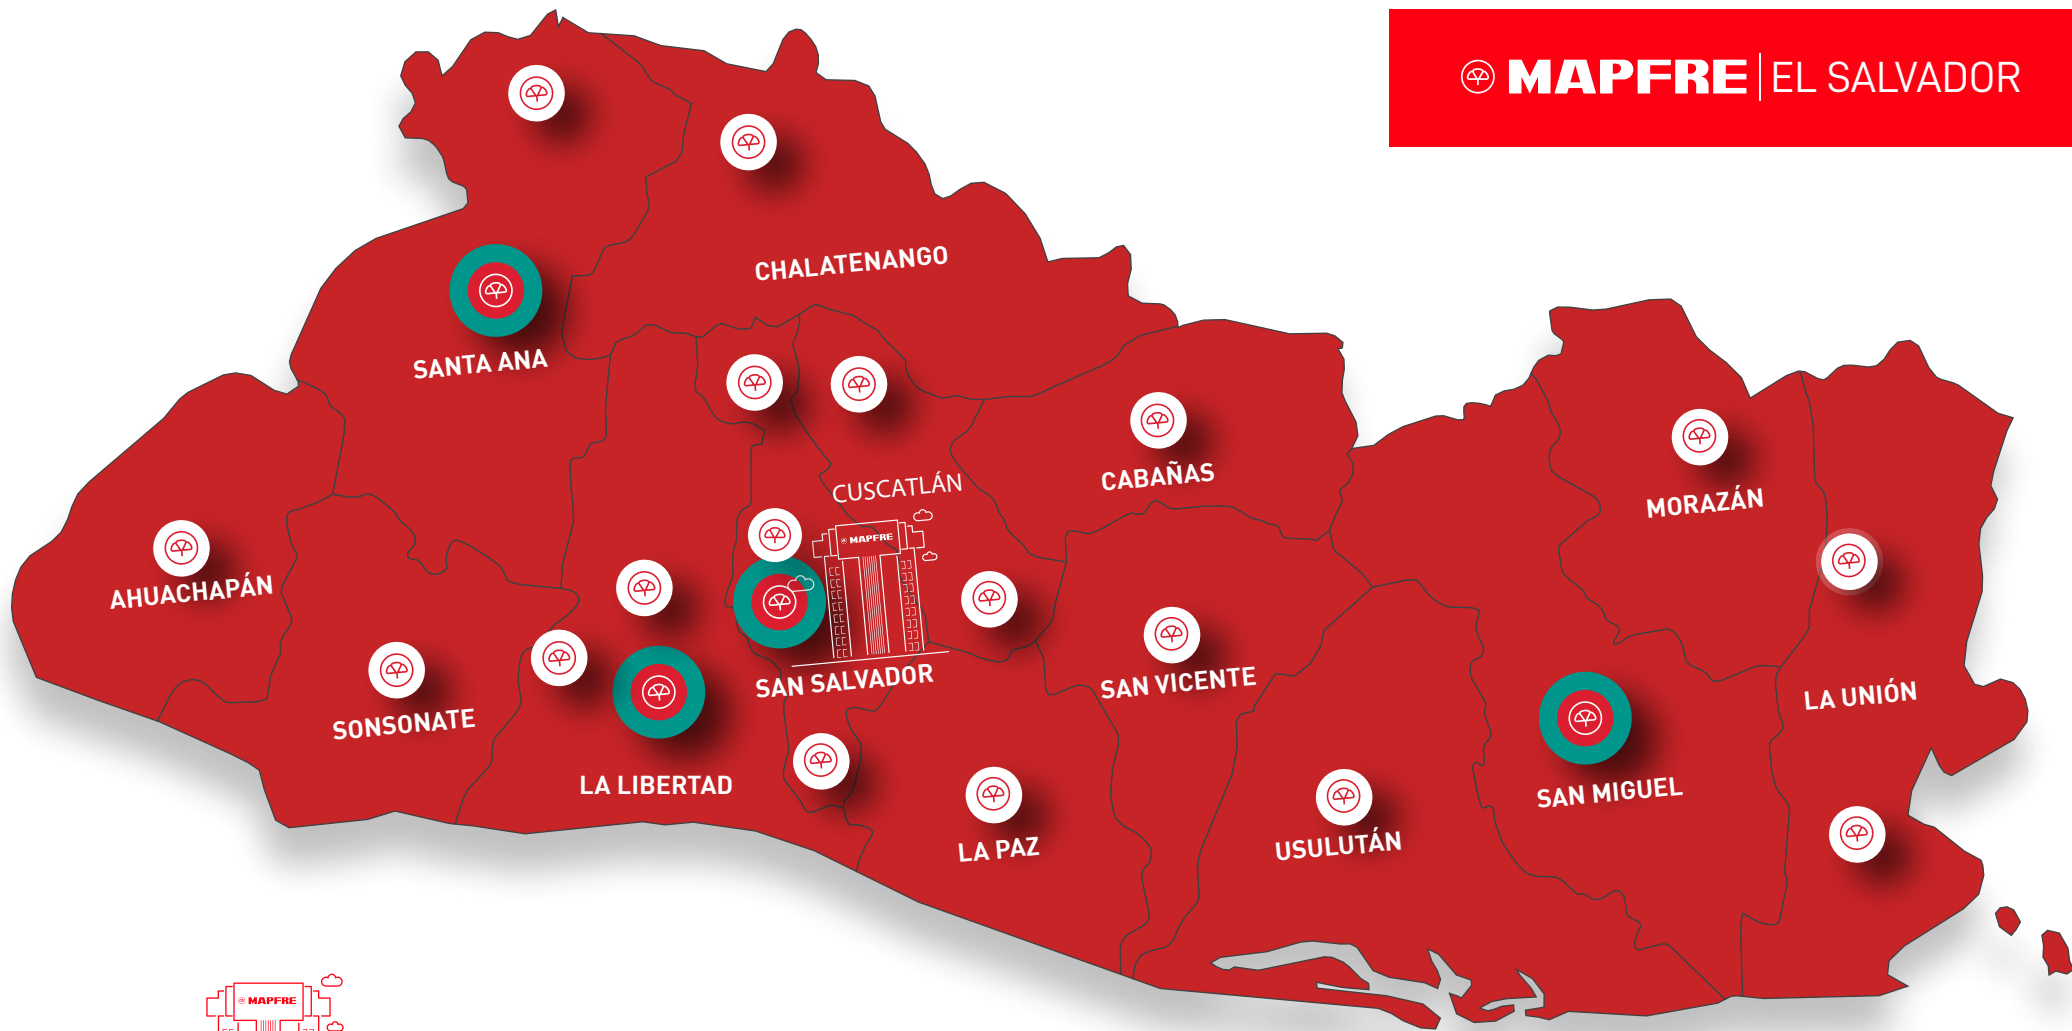 MAPFRE EL SALVADOR
CHALATENANGO
SANTA ANA
CUSCATLÁN
CABAÑAS
MORAZÁN
MAPFRE
AHUACHAPÁN
SAN SALVADOR
SAN VICENTE
LA UNIÓN
SONSONATE
LA LIBERTAD
SAN MIGUEL
LA PAZ
USULUTÁN
MAPFRE